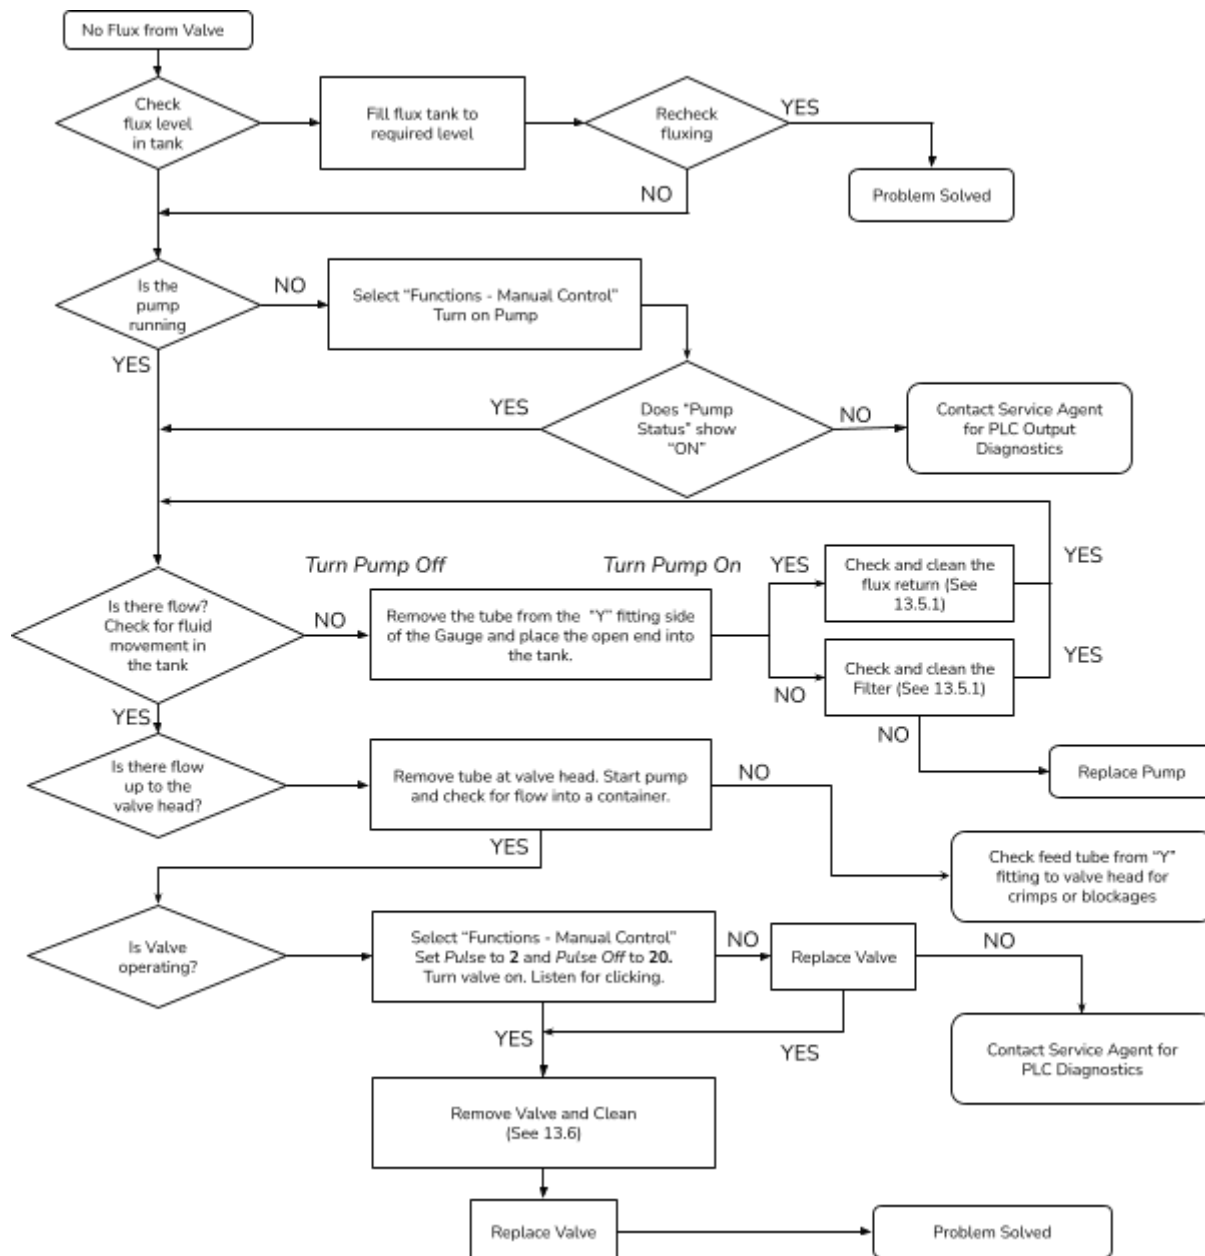 No Flux from Valve
Check
flux level
in tank
Fill flux tank to
required level
Recheck
fluxing
YES
Problem Solved
NO
Is the
pump
running
NO
Select “Functions - Manual Control”
Turn on Pump
YES
Does “Pump
Status” show
“ON”
YES
NO
Contact Service Agent
for PLC Output
Diagnostics
Turn Pump Off
Turn Pump On
Is there flow?
Check for fluid
movement in
the tank
NO
Remove the tube from the “Y” fitting side
of the Gauge and place the open end into
the tank.
YES
Check and clean the
flux return (See
13.5.1)
YES
NO
Check and clean the
Filter (See 13.5.1)
YES
NO
Replace Pump
YES
Is there flow
up to the
valve head?
Remove tube at valve head. Start pump
and check for flow into a container.
NO
Check feed tube from “Y”
fitting to valve head for
crimps or blockages
YES
Is Valve
operating?
Select “Functions - Manual Control”
Set Pulse to 2 and Pulse Off to 20.
Turn valve on. Listen for clicking.
NO
Replace Valve
NO
Contact Service Agent for
PLC Diagnostics
YES
YES
Remove Valve and Clean
(See 13.6)
Replace Valve
Problem Solved